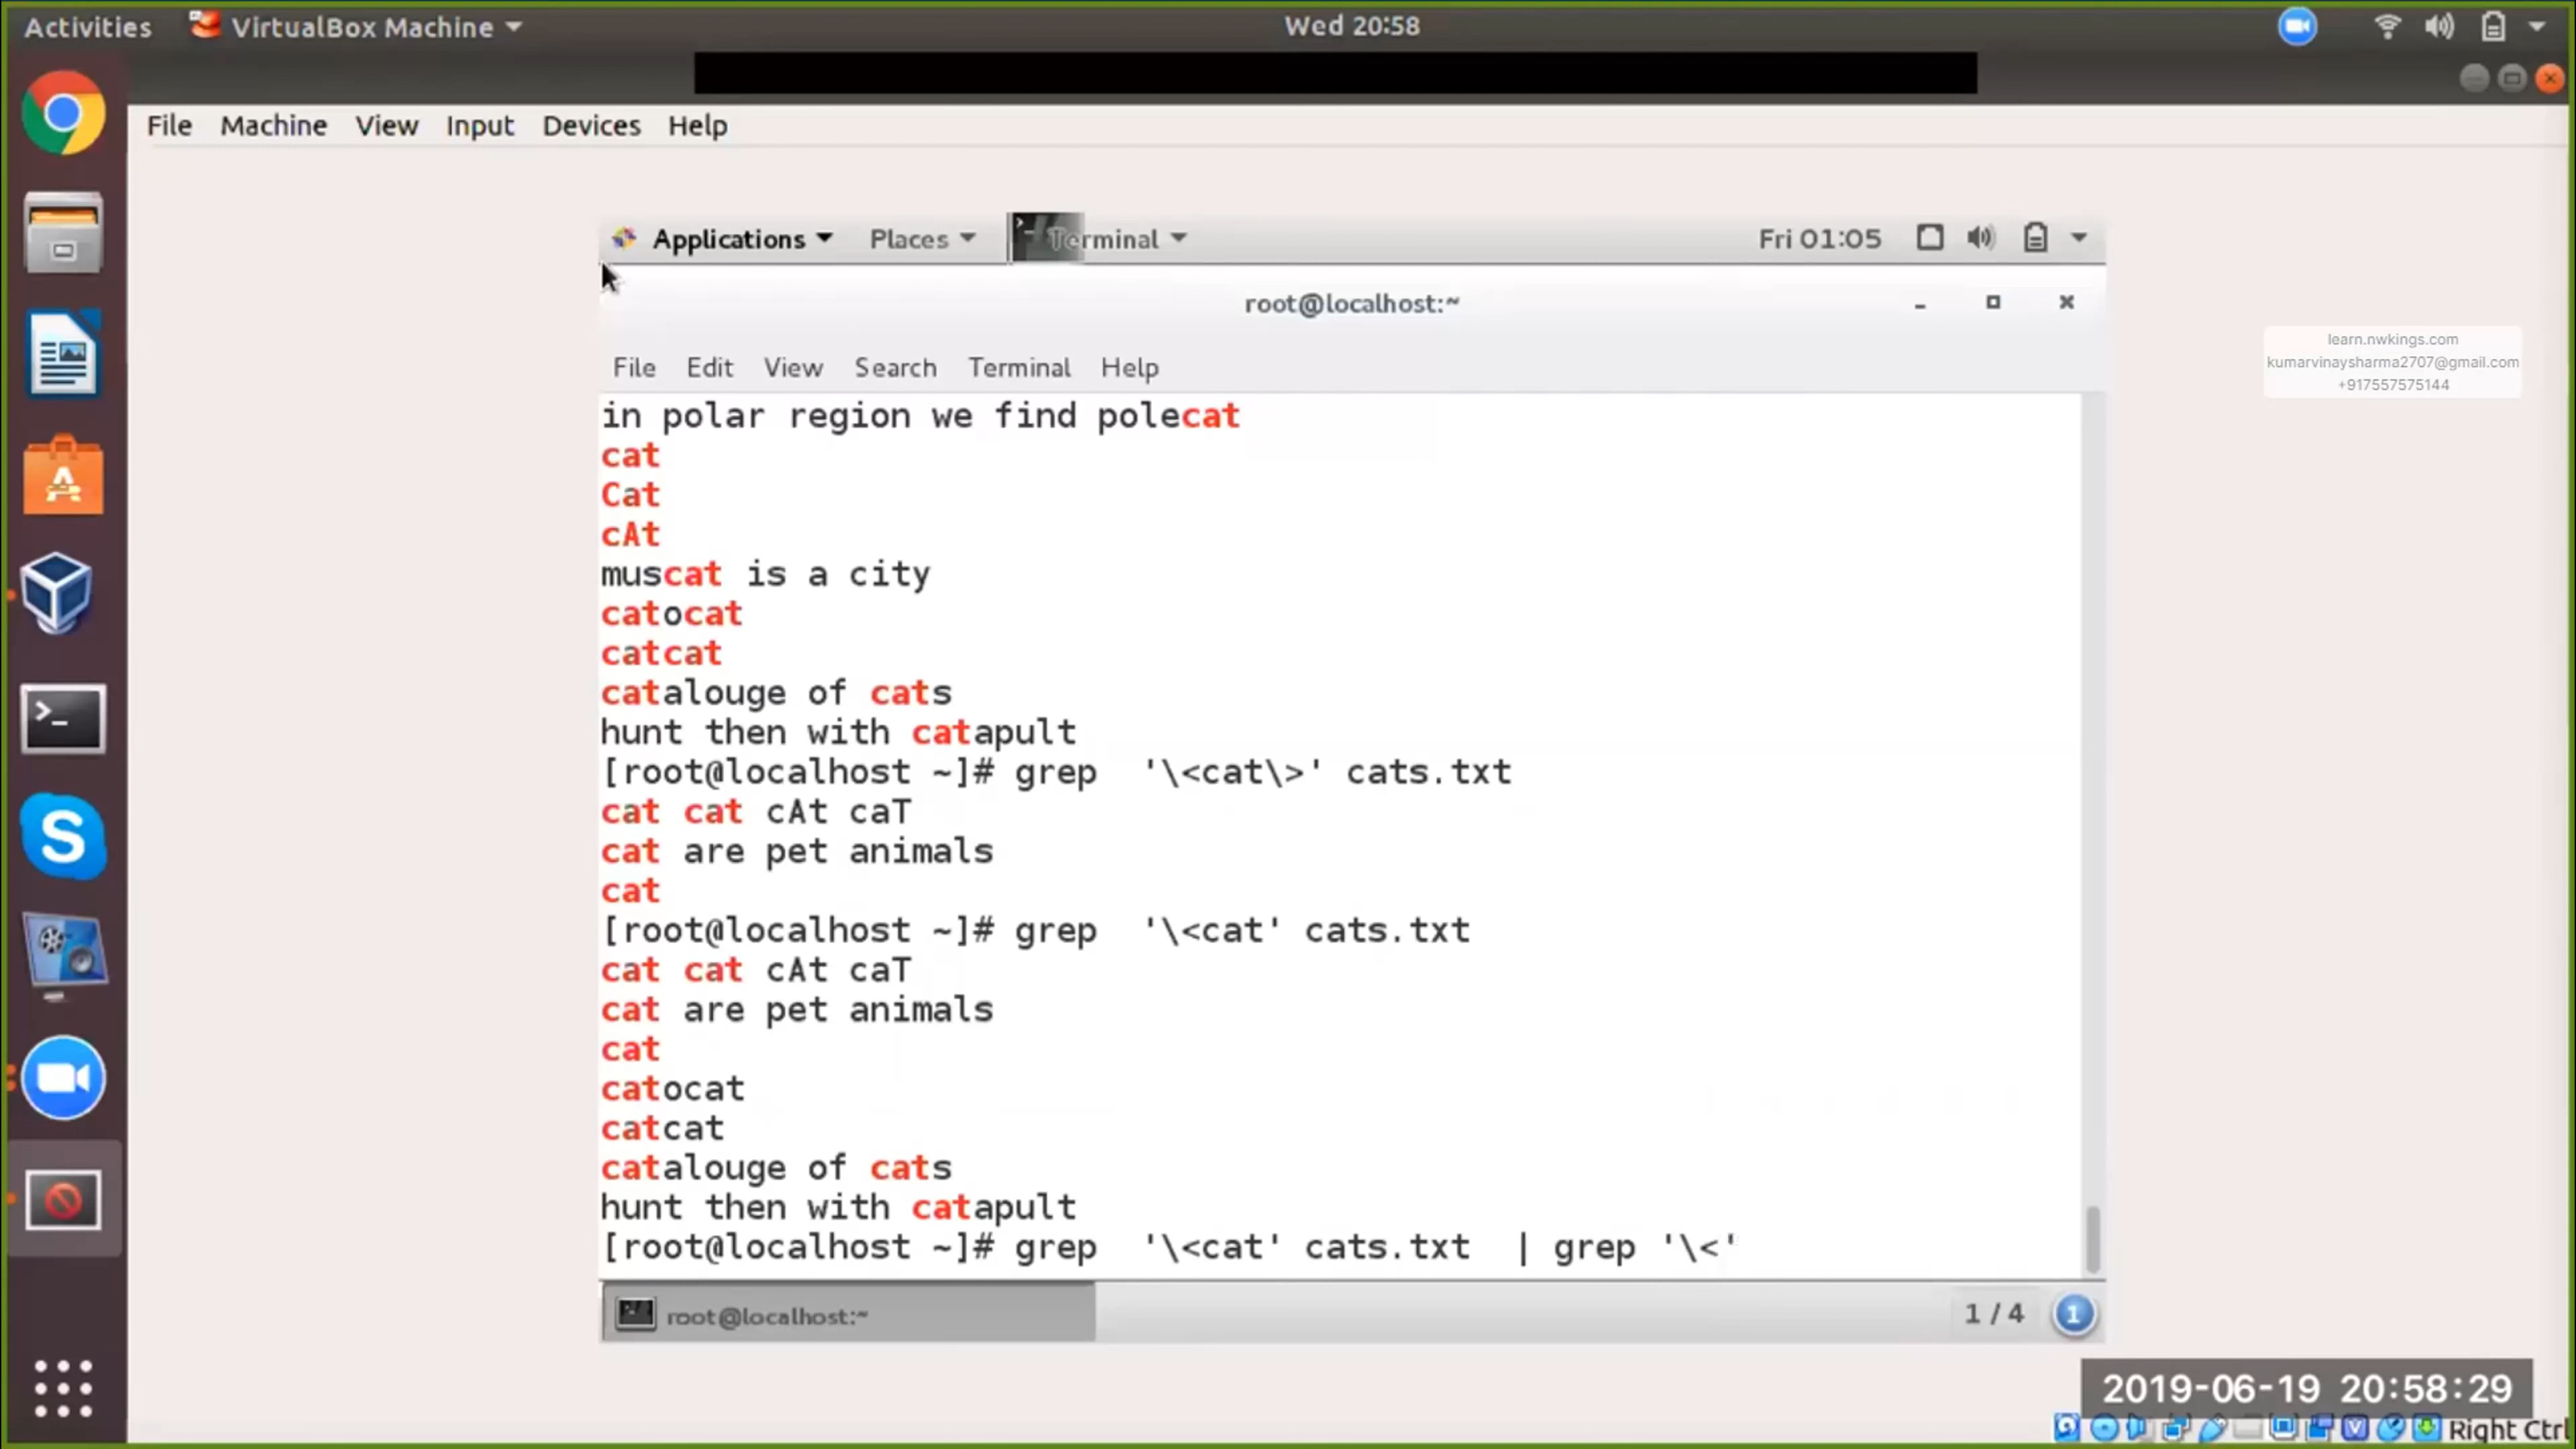 Activities VirtualBox Machine Wed 20:58
File Machine View Input Devices Help
Applications Places Terminal Fri 01:05
root@localhost:~
learn.nwkings.com
kumarvinaysharma2707@gmail.com
+917557575144
File Edit View Search Terminal Help
in polar region we find polecat
cat
Cat
cAt
muscat is a city
catocat
catcat
catalouge of cats
hunt then with catapult
[root@localhost ~]# grep  '\<cat\>' cats.txt
cat cat cAt caT
cat are pet animals
cat
[root@localhost ~]# grep  '\<cat' cats.txt
cat cat cAt caT
cat are pet animals
cat
catocat
catcat
catalouge of cats
hunt then with catapult
[root@localhost ~]# grep  '\<cat' cats.txt  | grep '\<'
root@localhost:~ 1 / 4 1
2019-06-19 20:58:29
Right Ctrl